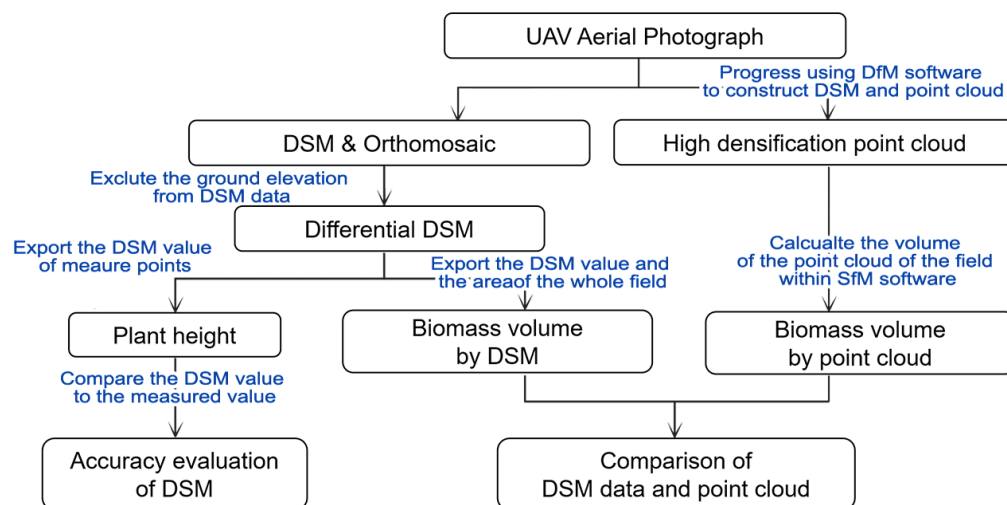 UAV Aerial Photograph
Progress using DfM software
to construct DSM and point cloud
DSM & Orthomosaic
High densification point cloud
Exclute the ground elevation
from DSM data
Differential DSM
Export the DSM value
of meaure points
Export the DSM value and
the areaof the whole field
Calcualte the volume
of the point cloud of the field
within SfM software
Plant height
Biomass volume
by DSM
Biomass volume
by point cloud
Compare the DSM value
to the measured value
Accuracy evaluation
of DSM
Comparison of
DSM data and point cloud